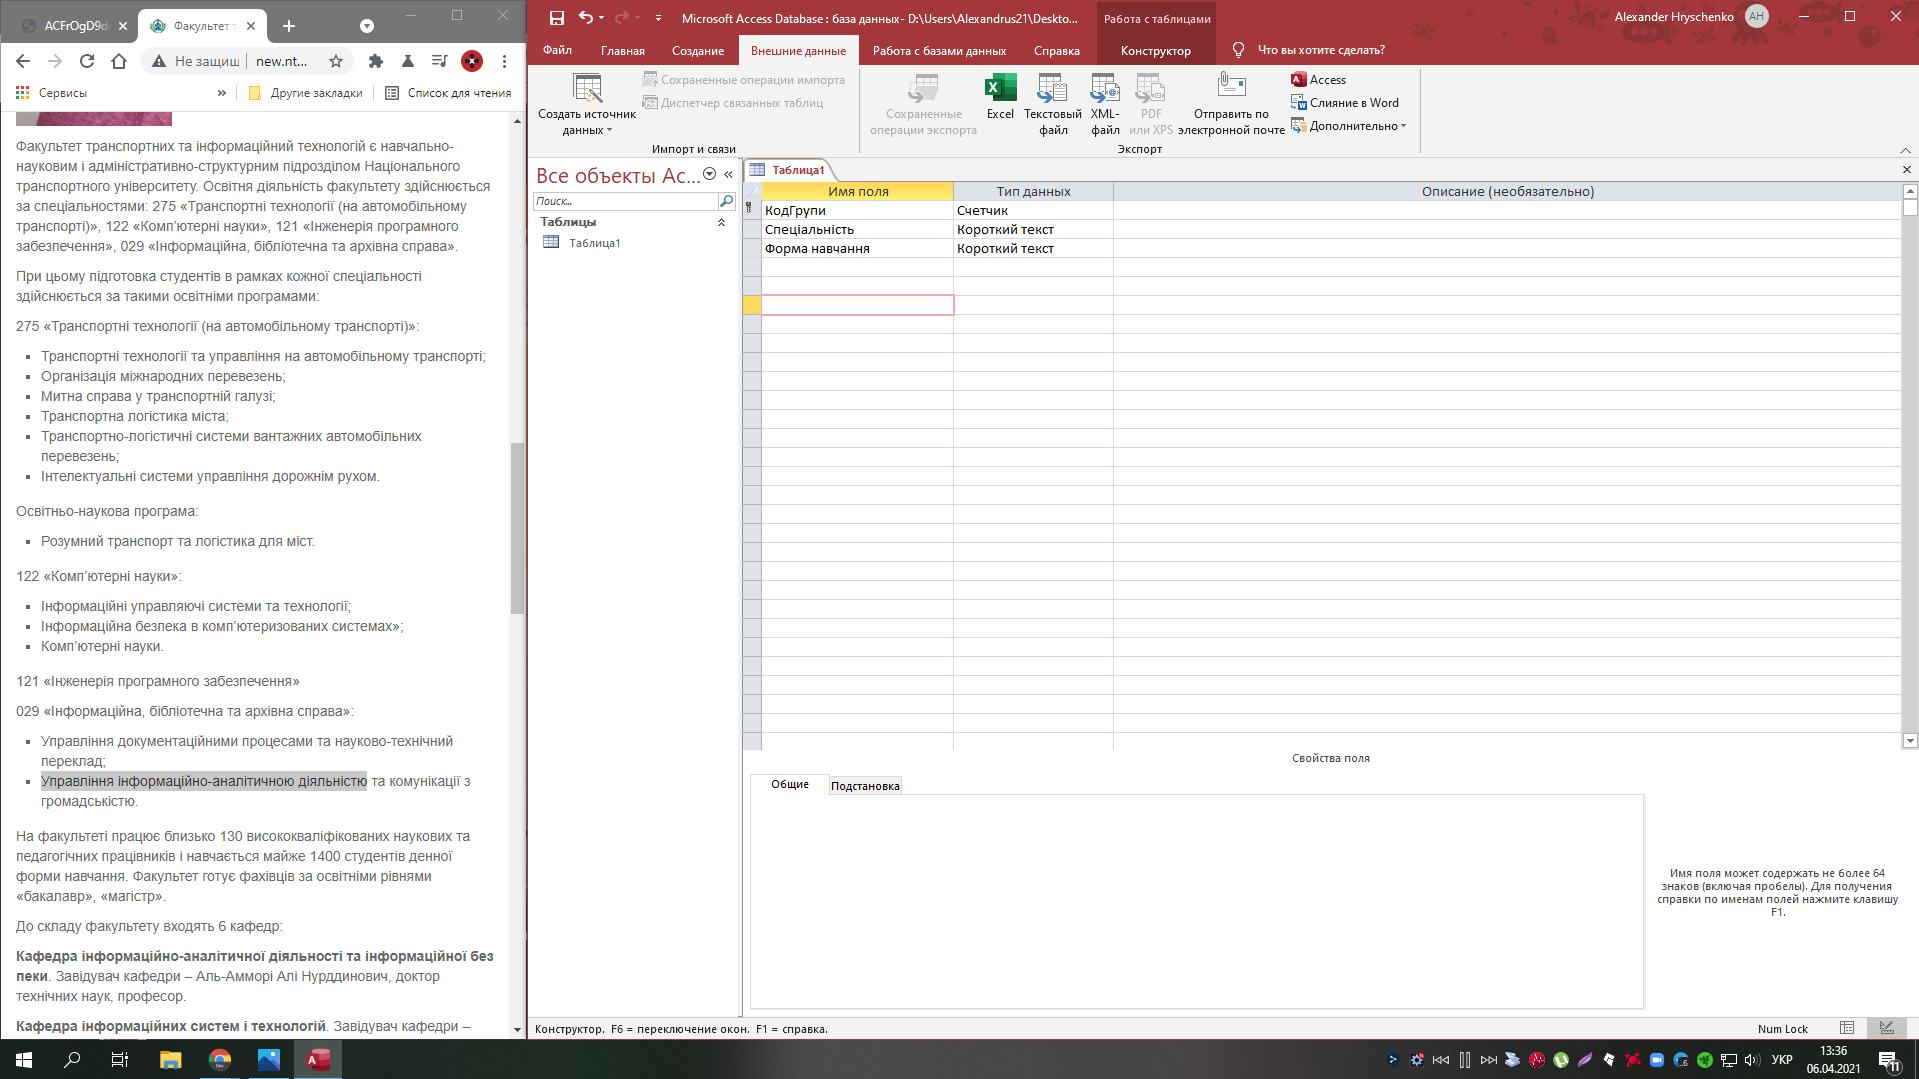 ACFrOgD9d
Факультет т
Не защищ
new.nt...
Сервисы
»
Другие закладки
Список для чтения
Факультет транспортних та інформаційний технологій є навчально-
науковим і адміністративно-структурним підрозділом Національного
транспортного університету. Освітня діяльність факультету здійснюється
за спеціальностями: 275 «Транспортні технології (на автомобільному
транспорті)», 122 «Комп’ютерні науки», 121 «Інженерія програмного
забезпечення», 029 «Інформаційна, бібліотечна та архівна справа».
При цьому підготовка студентів в рамках кожної спеціальності
здійснюється за такими освітніми програмами:
275 «Транспортні технології (на автомобільному транспорті)»:
Транспортні технології та управління на автомобільному транспорті;
Організація міжнародних перевезень;
Митна справа у транспортній галузі;
Транспортна логістика міста;
Транспортно-логістичні системи вантажних автомобільних
перевезень;
Інтелектуальні системи управління дорожнім рухом.
Освітньо-наукова програма:
Розумний транспорт та логістика для міст.
122 «Комп’ютерні науки»:
Інформаційні управляючі системи та технології;
Інформаційна безпека в комп’ютеризованих системах»;
Комп’ютерні науки.
121 «Інженерія програмного забезпечення»
029 «Інформаційна, бібліотечна та архівна справа»:
Управління документаційними процесами та науково-технічний
переклад;
Управління інформаційно-аналітичною діяльністю та комунікації з
громадськістю.
На факультеті працює близько 130 висококваліфікованих наукових та
педагогічних працівників і навчається майже 1400 студентів денної
форми навчання. Факультет готує фахівців за освітніми рівнями
«бакалавр», «магістр».
До складу факультету входять 6 кафедр:
Кафедра інформаційно-аналітичної діяльності та інформаційної без
пеки. Завідувач кафедри – Аль-Амморі Алі Нурддинович, доктор
технічних наук, професор.
Кафедра інформаційних систем і технологій. Завідувач кафедри –
Microsoft Access Database : база данных- D:\Users\Alexandrus21\Deskto...
Работа с таблицами
Alexander Hryschenko
AH
Файл
Главная
Создание
Внешние данные
Работа с базами данных
Справка
Конструктор
Что вы хотите сделать?
Создать источник
данных
Сохраненные операции импорта
Диспетчер связанных таблиц
Импорт и связи
Сохраненные
операции экспорта
Excel
Текстовый
файл
XML-
файл
PDF
или XPS
Отправить по
электронной почте
Access
Слияние в Word
Дополнительно
Экспорт
Все объекты Ac...
Поиск...
Таблицы
Таблица1
Таблица1
Имя поля
Тип данных
Описание (необязательно)
КодГрупи
Счетчик
Спеціальність
Короткий текст
Форма навчання
Короткий текст
Свойства поля
Общие
Подстановка
Имя поля может содержать не более 64
знаков (включая пробелы). Для получения
справки по именам полей нажмите клавишу
F1.
Конструктор. F6 = переключение окон. F1 = справка.
Num Lock
УКР
13:36
06.04.2021
11